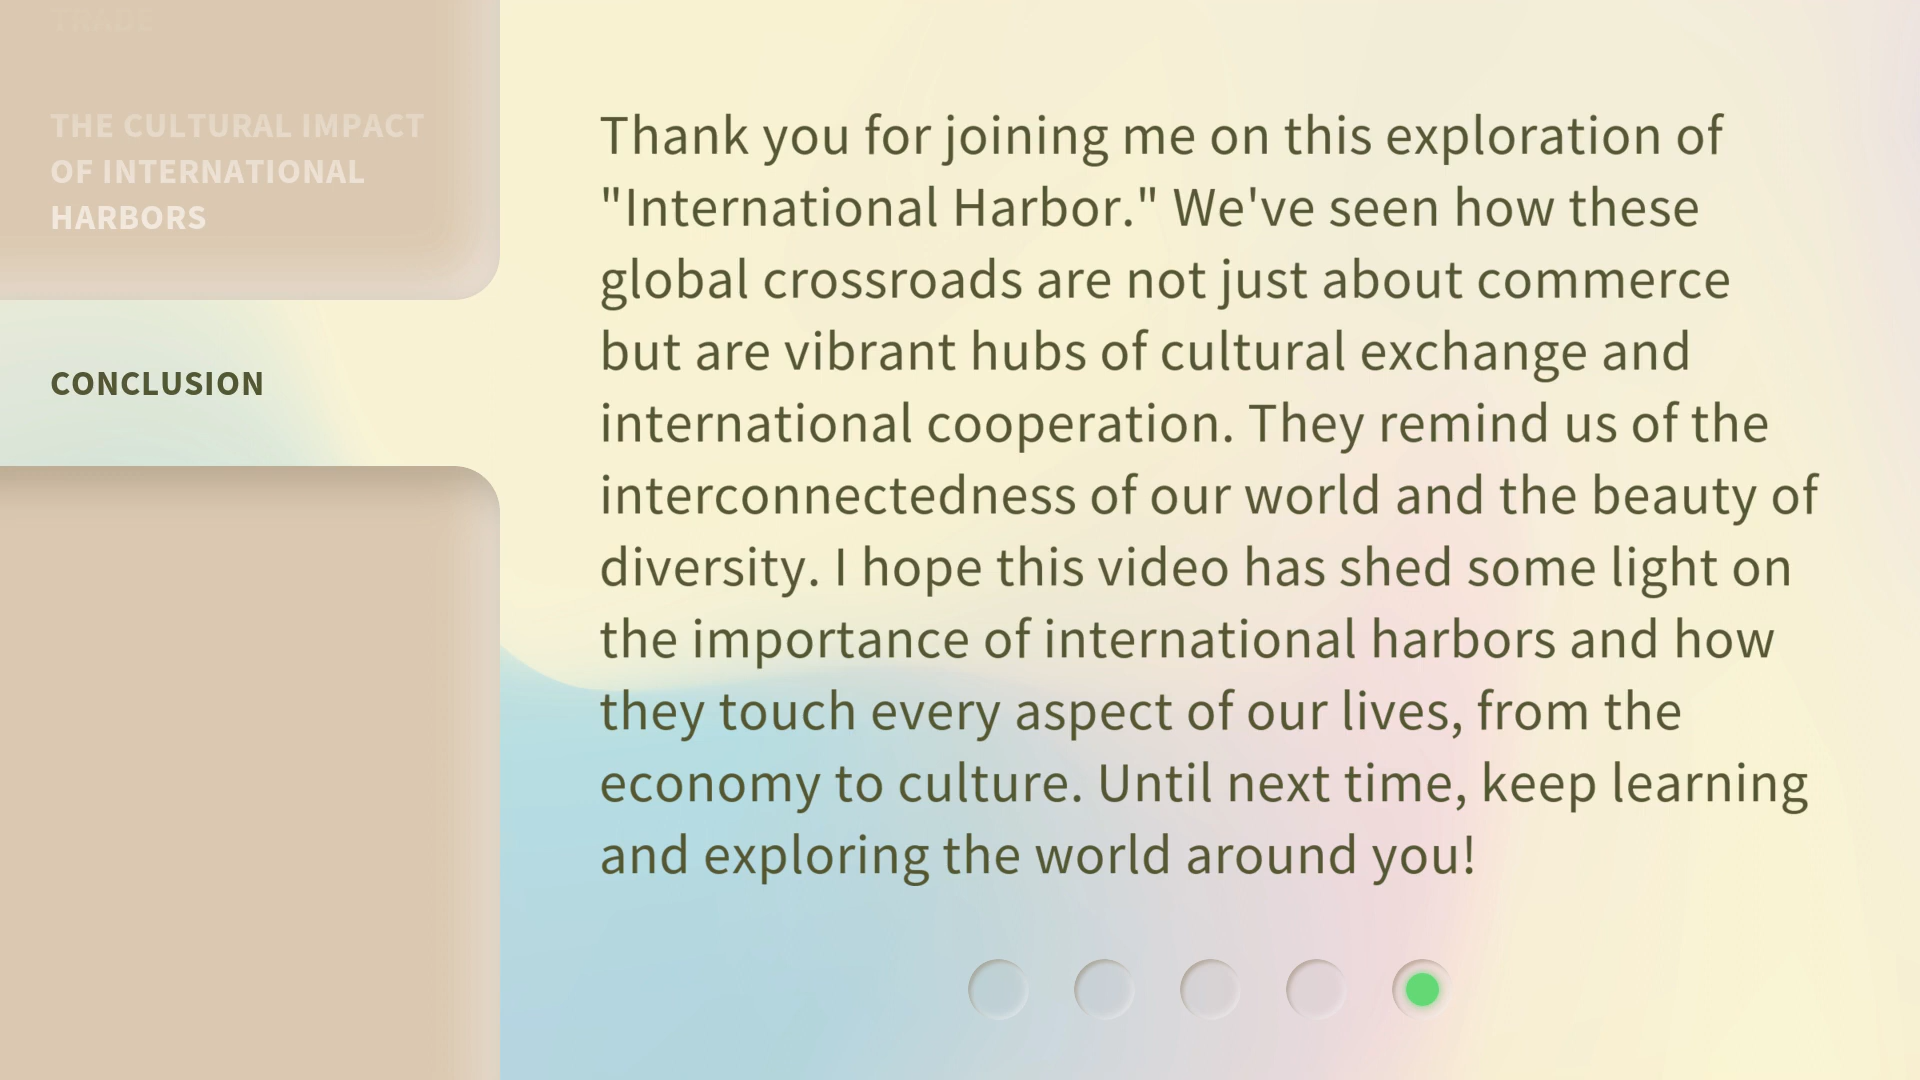 TRADE
THE CULTURAL IMPACT
OF INTERNATIONAL
HARBORS
CONCLUSION
Thank you for joining me on this exploration of
"International Harbor." We've seen how these
global crossroads are not just about commerce
but are vibrant hubs of cultural exchange and
international cooperation. They remind us of the
interconnectedness of our world and the beauty of
diversity. I hope this video has shed some light on
the importance of international harbors and how
they touch every aspect of our lives, from the
economy to culture. Until next time, keep learning
and exploring the world around you!